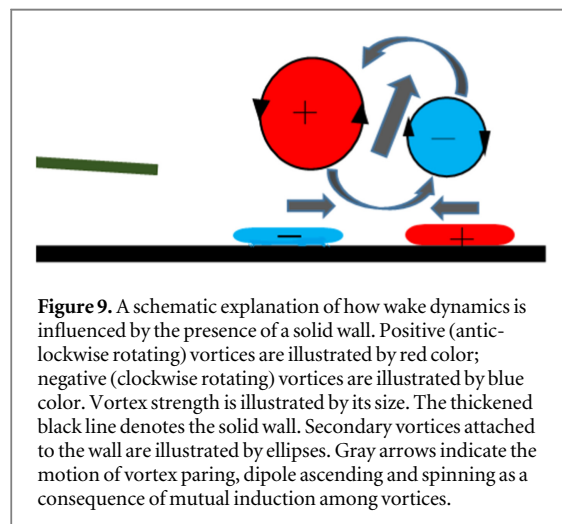 +
−
−
+
Figure 9. A schematic explanation of how wake dynamics is
influenced by the presence of a solid wall. Positive (antic-
lockwise rotating) vortices are illustrated by red color;
negative (clockwise rotating) vortices are illustrated by blue
color. Vortex strength is illustrated by its size. The thickened
black line denotes the solid wall. Secondary vortices attached
to the wall are illustrated by ellipses. Gray arrows indicate the
motion of vortex paring, dipole ascending and spinning as a
consequence of mutual induction among vortices.